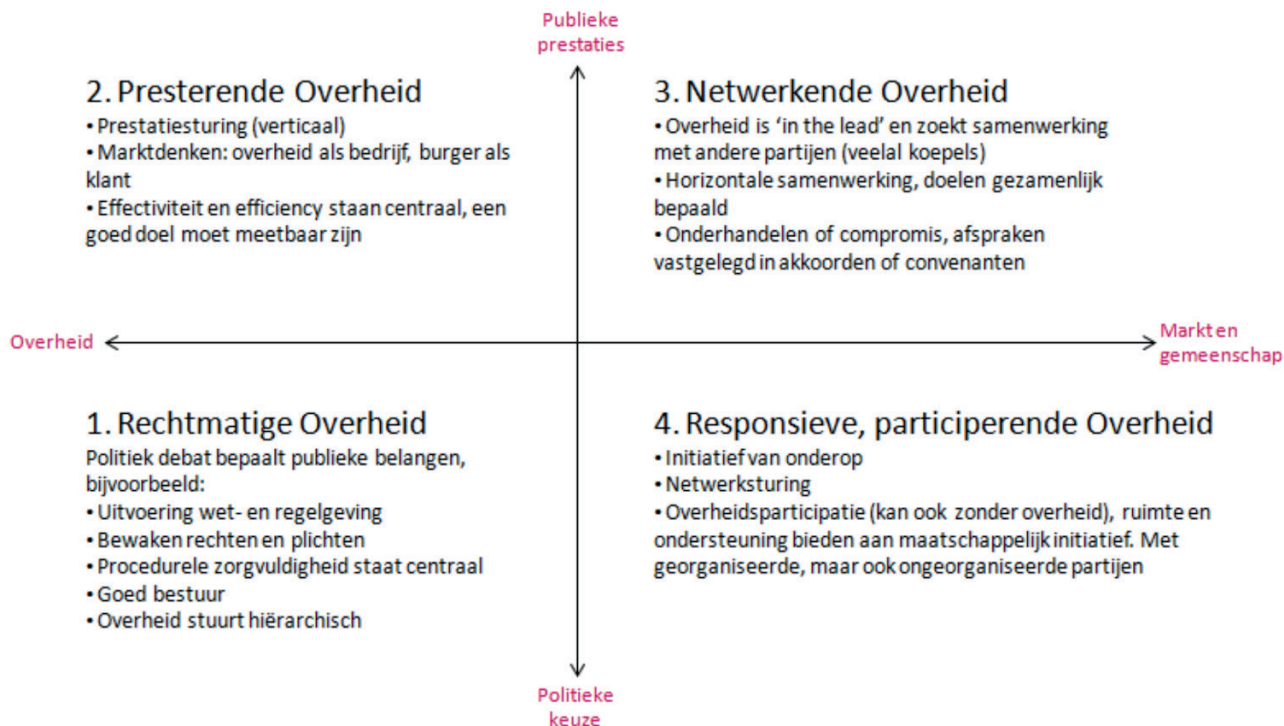 Publieke
prestaties
2. Presterende Overheid
• Prestatiesturing (verticaal)
• Marktdenken: overheid als bedrijf, burger als
klant
• Effectiviteit en efficiency staan centraal, een
goed doel moet meetbaar zijn
3. Netwerkende Overheid
• Overheid is ‘in the lead’ en zoekt samenwerking
met andere partijen (veelal koepels)
• Horizontale samenwerking, doelen gezamenlijk
bepaald
• Onderhandelen of compromis, afspraken
vastgelegd in akkoorden of convenanten
Overheid
Markt en
gemeenschap
1. Rechtmatige Overheid
Politiek debat bepaalt publieke belangen,
bijvoorbeeld:
• Uitvoering wet- en regelgeving
• Bewaken rechten en plichten
• Procedurele zorgvuldigheid staat centraal
• Goed bestuur
• Overheid stuurt hiërarchisch
4. Responsieve, participerende Overheid
• Initiatief van onderop
• Netwerksturing
• Overheidsparticipatie (kan ook zonder overheid), ruimte en
ondersteuning bieden aan maatschappelijk initiatief. Met
georganiseerde, maar ook ongeorganiseerde partijen
Politieke
keuze